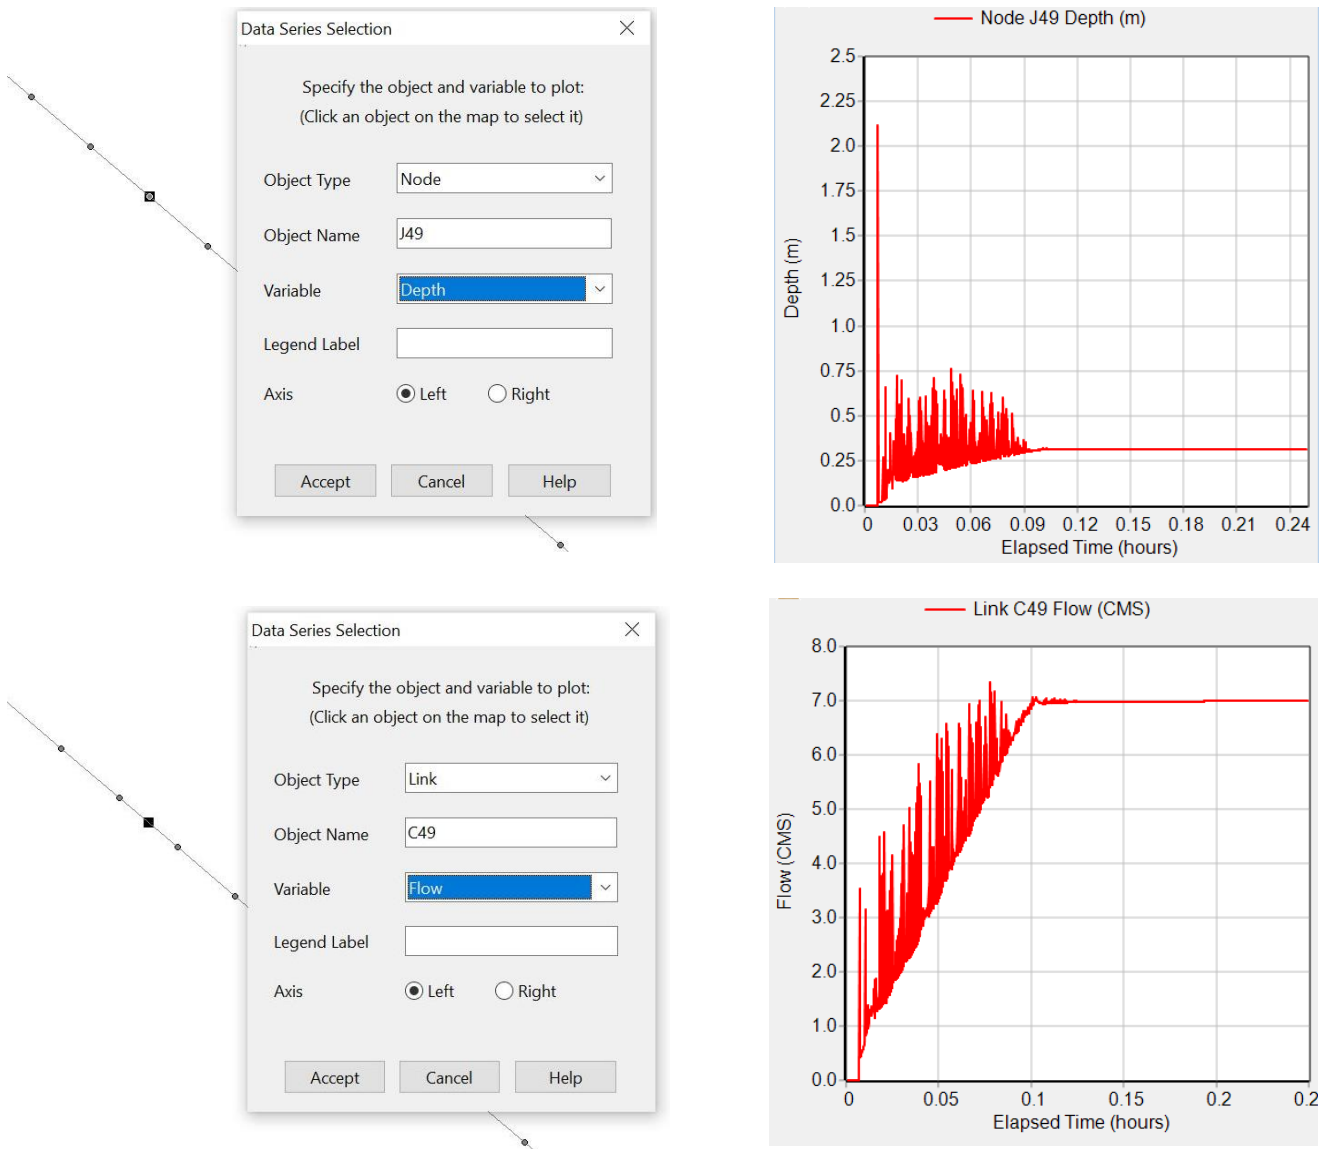 Data Series Selection
Specify the object and variable to plot:
(Click an object on the map to select it)
Object Type Node
Object Name J49
Variable Depth
Legend Label
Axis Left Right
Accept Cancel Help
Node J49 Depth (m)
2.5
2.25
2.0
1.75
1.5
1.25
1.0
0.75
0.5
0.25
0.0
Depth (m)
0 0.03 0.06 0.09 0.12 0.15 0.18 0.21 0.24
Elapsed Time (hours)
Data Series Selection
Specify the object and variable to plot:
(Click an object on the map to select it)
Object Type Link
Object Name C49
Variable Flow
Legend Label
Axis Left Right
Accept Cancel Help
Link C49 Flow (CMS)
8.0
7.0
6.0
5.0
4.0
3.0
2.0
1.0
0.0
Flow (CMS)
0 0.05 0.1 0.15 0.2 0.2
Elapsed Time (hours)